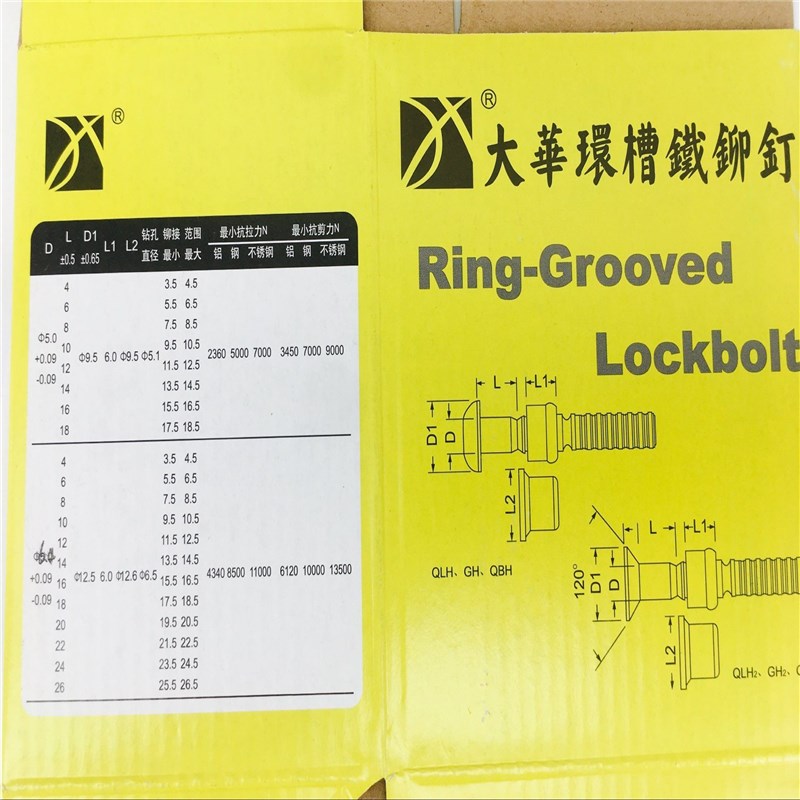 ®
D L ±0.5 D1 ±0.65 L1 L2 钻孔直径 铆接范围 最小 最大 最小抗拉力N 铝 钢 不锈钢 最小抗剪力N 铝 钢 不锈钢
4 3.5 4.5
6 5.5 6.5
8 7.5 8.5
10 9.5 10.5
Φ5.0 +0.09 -0.09 Φ9.5 6.0 Φ9.5 Φ5.1 2360 5000 7000 3450 7000 9000
12 11.5 12.5
14 13.5 14.5
16 15.5 16.5
18 17.5 18.5
4 3.5 4.5
6 5.5 6.5
8 7.5 8.5
10 9.5 10.5
12 11.5 12.5
14 13.5 14.5
+0.09 -0.09 Φ12.5 6.0 Φ12.6 Φ6.5 4340 8500 11000 6120 10000 13500
16 15.5 16.5
18 17.5 18.5
20 19.5 20.5
22 21.5 22.5
24 23.5 24.5
26 25.5 26.5
®
大華環槽鐵鉚釘
Ring-Grooved
Lockbolt
L L1
D1 D
L2
QLH、GH、QBH
L L1
120° D1 D
L2
QLH₂、GH₂、